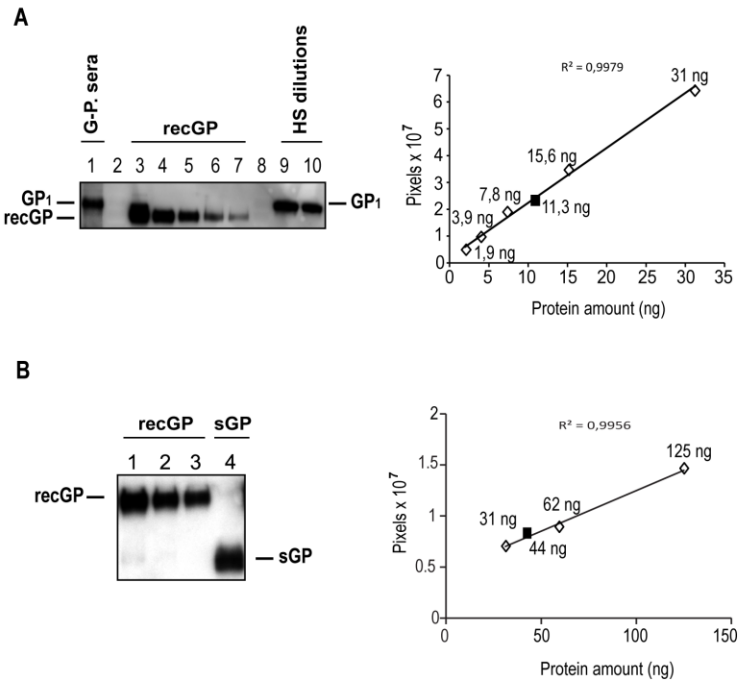 A
G-P. sera
recGP
HS dilutions
1 2 3 4 5 6 7 8 9 10
GP1
recGP
GP1
R² = 0,9979
Pixels x 10⁷
7
6
5
4
3
2
1
0
31 ng
15,6 ng
7,8 ng
11,3 ng
3,9 ng
1,9 ng
0 5 10 15 20 25 30 35
Protein amount (ng)
B
recGP sGP
1 2 3 4
recGP
sGP
R² = 0,9956
Pixels x 10⁷
2
1.5
1
0.5
0
125 ng
62 ng
31 ng
44 ng
0 50 100 150
Protein amount (ng)